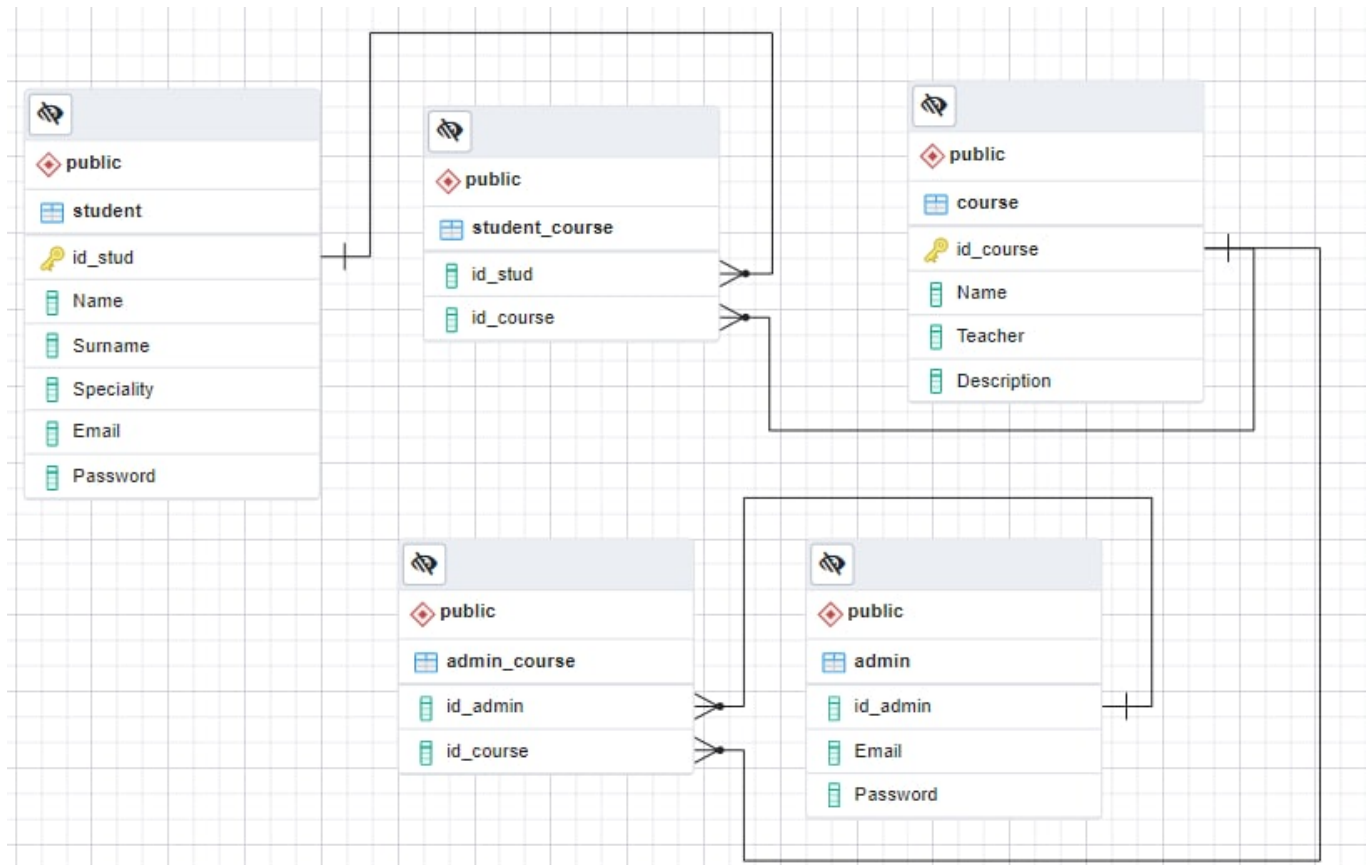 public
student
id_stud
Name
Surname
Speciality
Email
Password
public
student_course
id_stud
id_course
public
course
id_course
Name
Teacher
Description
public
admin_course
id_admin
id_course
public
admin
id_admin
Email
Password